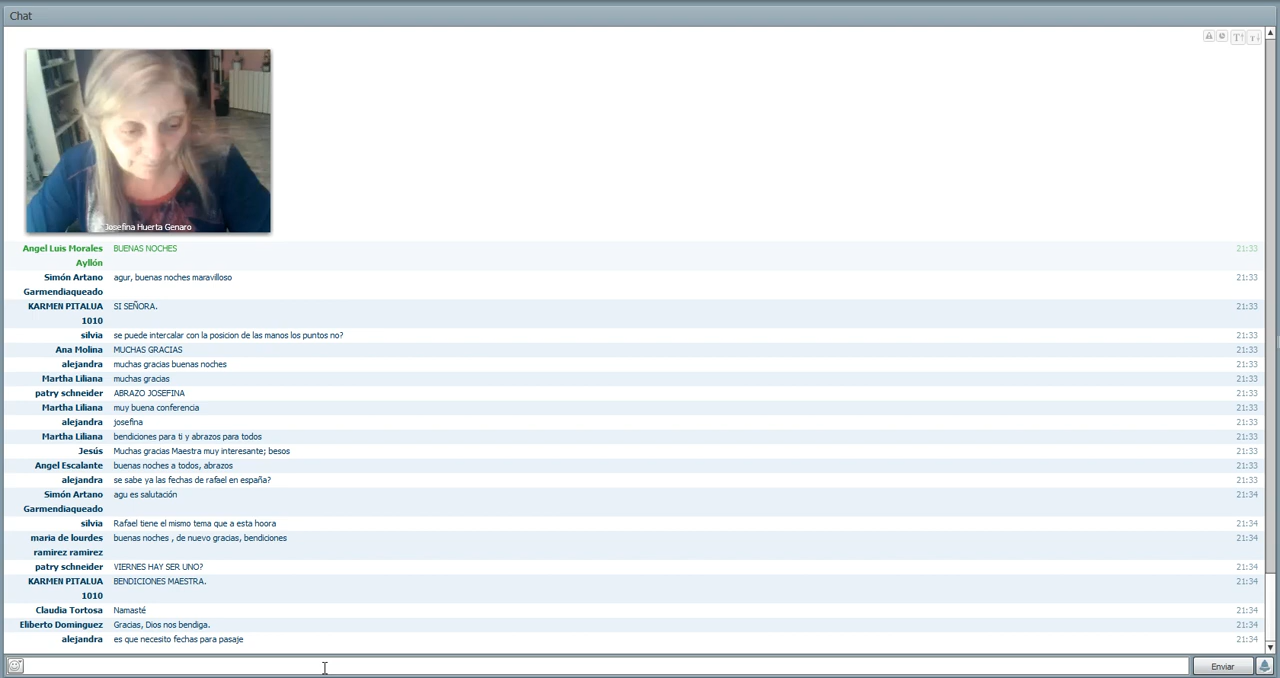 Chat
Josefina Huerta Genaro
Angel Luis Morales BUENAS NOCHES 21:33
Ayllón
Simón Artano agur, buenas noches maravilloso 21:33
Garmendiaqueado
KARMEN PITALUA SI SEÑORA. 21:33
1010
silvia se puede intercalar con la posicion de las manos los puntos no? 21:33
Ana Molina MUCHAS GRACIAS 21:33
alejandra muchas gracias buenas noches 21:33
Martha Liliana muchas gracias 21:33
patry schneider ABRAZO JOSEFINA 21:33
Martha Liliana muy buena conferencia 21:33
alejandra josefina 21:33
Martha Liliana bendiciones para ti y abrazos para todos 21:33
Jesús Muchas gracias Maestra muy interesante; besos 21:33
Angel Escalante buenas noches a todos, abrazos 21:33
alejandra se sabe ya las fechas de rafael en españa? 21:33
Simón Artano agu es salutación 21:34
Garmendiaqueado
silvia Rafael tiene el mismo tema que a esta hoora 21:34
maria de lourdes buenas noches , de nuevo gracias, bendiciones 21:34
ramirez ramirez
patry schneider VIERNES HAY SER UNO? 21:34
KARMEN PITALUA BENDICIONES MAESTRA. 21:34
1010
Claudia Tortosa Namasté 21:34
Eliberto Dominguez Gracias, Dios nos bendiga. 21:34
alejandra es que necesito fechas para pasaje 21:34
Enviar